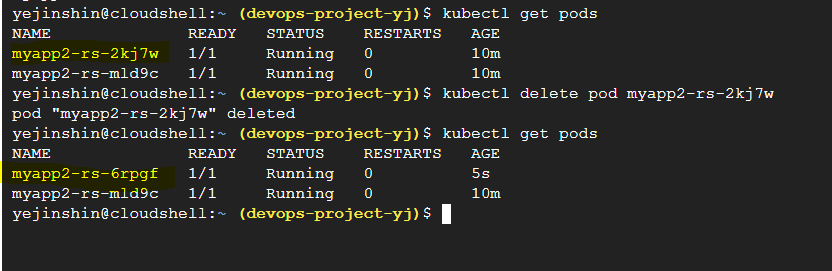 yejinshin@cloudshell:~ (devops-project-yj)$ kubectl get pods
NAME READY STATUS RESTARTS AGE
myapp2-rs-2kj7w 1/1 Running 0 10m
myapp2-rs-mld9c 1/1 Running 0 10m
yejinshin@cloudshell:~ (devops-project-yj)$ kubectl delete pod myapp2-rs-2kj7w
pod "myapp2-rs-2kj7w" deleted
yejinshin@cloudshell:~ (devops-project-yj)$ kubectl get pods
NAME READY STATUS RESTARTS AGE
myapp2-rs-6rpgf 1/1 Running 0 5s
myapp2-rs-mld9c 1/1 Running 0 10m
yejinshin@cloudshell:~ (devops-project-yj)$